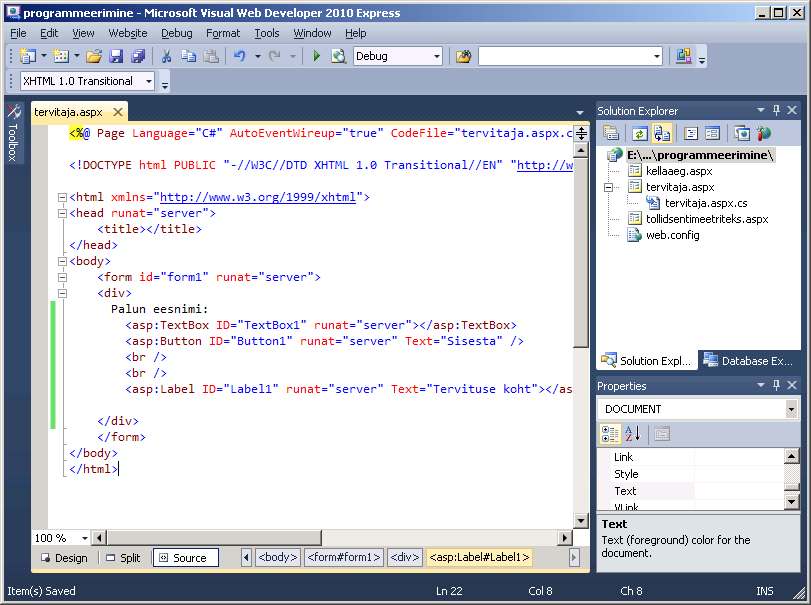 programmeerimine - Microsoft Visual Web Developer 2010 Express
File Edit View Website Debug Format Tools Window Help
Debug
XHTML 1.0 Transitional
Toolbox
tervitaja.aspx
<%@ Page Language="C#" AutoEventWireup="true" CodeFile="tervitaja.aspx.c
<!DOCTYPE html PUBLIC "-//W3C//DTD XHTML 1.0 Transitional//EN" "http://w
<html xmlns="http://www.w3.org/1999/xhtml">
<head runat="server">
<title></title>
</head>
<body>
<form id="form1" runat="server">
<div>
Palun eesnimi:
<asp:TextBox ID="TextBox1" runat="server"></asp:TextBox>
<asp:Button ID="Button1" runat="server" Text="Sisesta" />
<br />
<br />
<asp:Label ID="Label1" runat="server" Text="Tervituse koht"></as
</div>
</form>
</body>
</html>
100 %
Design Split Source <body> <form#form1> <div> <asp:Label#Label1>
Solution Explorer
E:\...\programmeerimine\
kellaaeg.aspx
tervitaja.aspx
tervitaja.aspx.cs
tollidsentimeetriteks.aspx
web.config
Solution Expl... Database Ex...
Properties
DOCUMENT
Link
Style
Text
VLink
Text
Text (foreground) color for the
document.
Item(s) Saved Ln 22 Col 8 Ch 8 INS